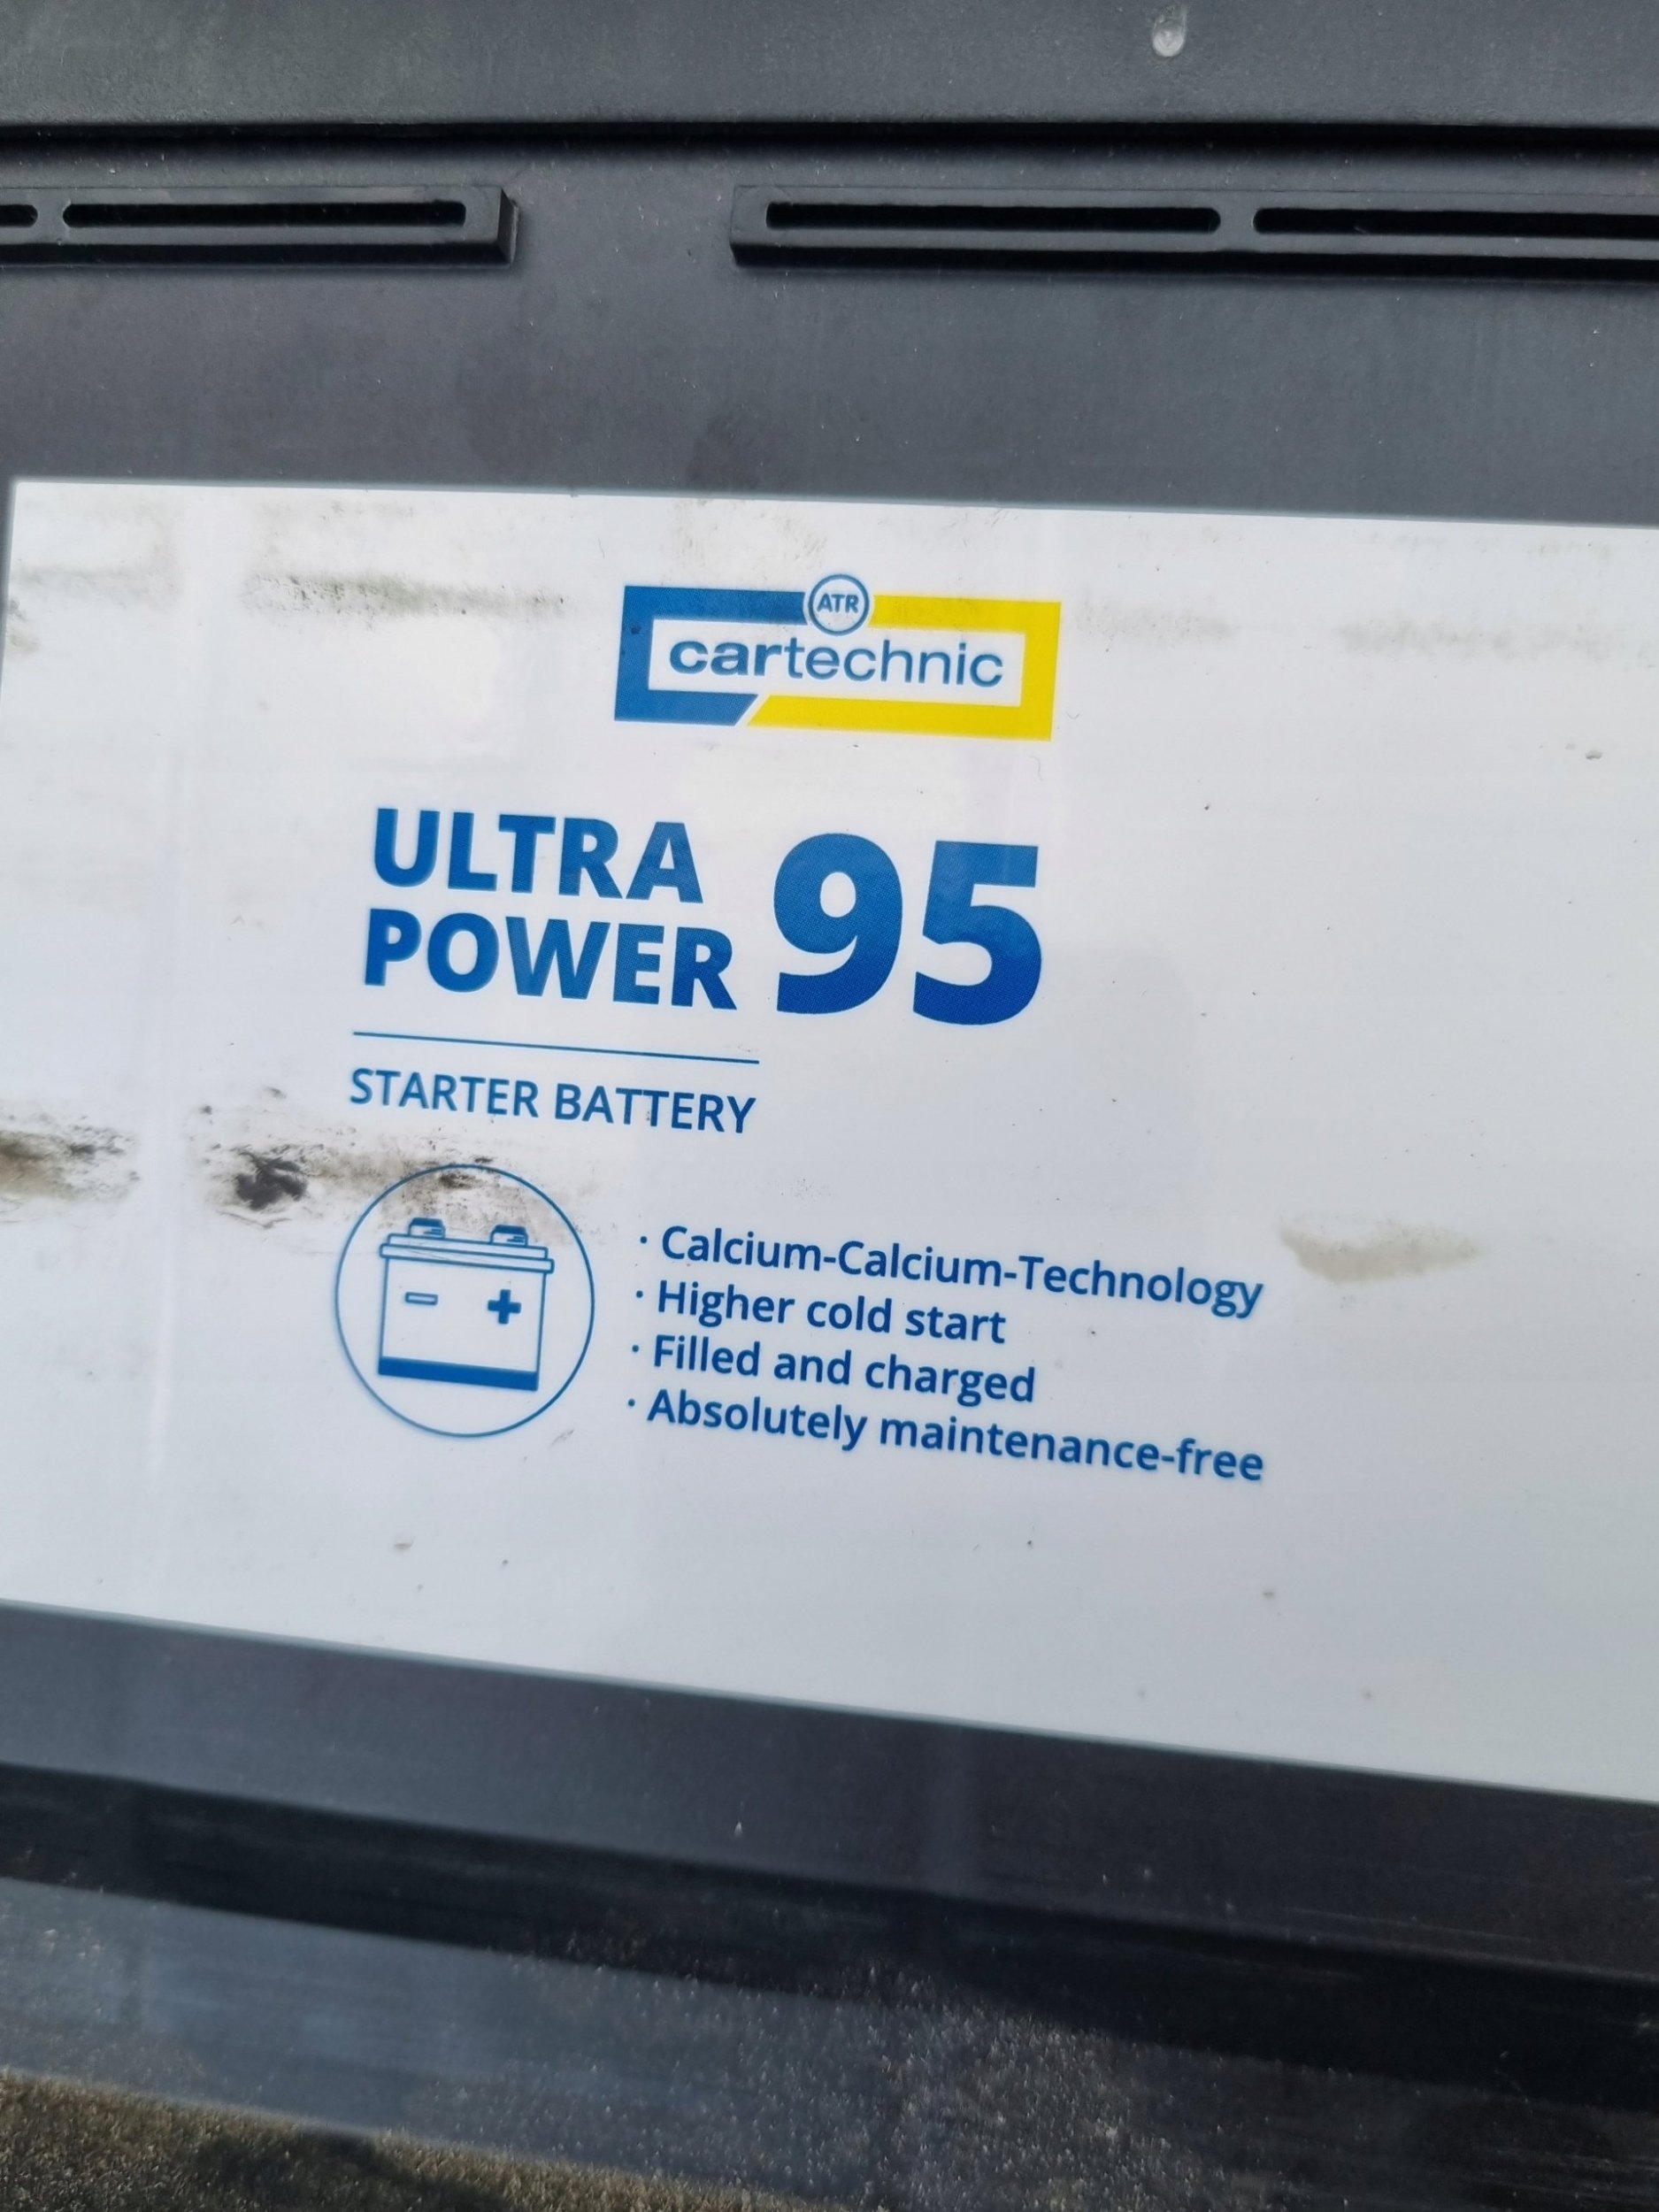 ATR
cartechnic
ULTRA
POWER 95
STARTER BATTERY
· Calcium-Calcium-Technology
· Higher cold start
· Filled and charged
· Absolutely maintenance-free